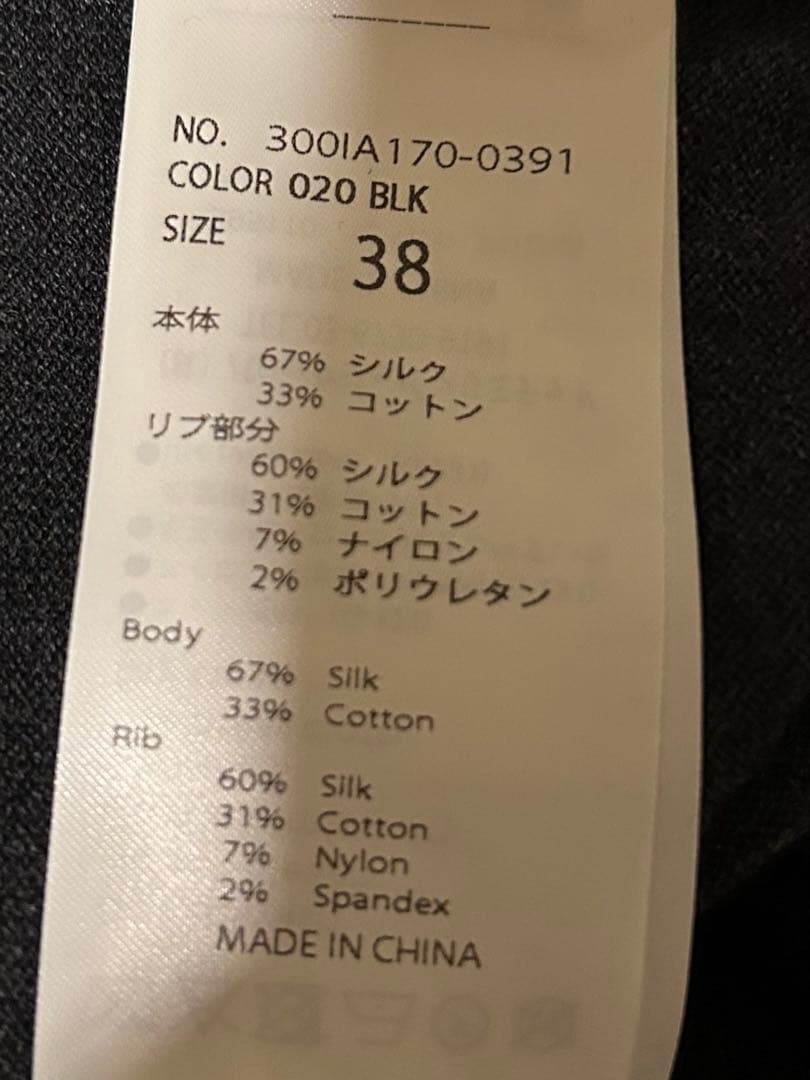 NO. 300IA170-0391
COLOR 020 BLK
SIZE 38
本体
67% シルク
33% コットン
リブ部分
60% シルク
31% コットン
7% ナイロン
2% ポリウレタン
Body
67% Silk
33% Cotton
Rib
60% Silk
31% Cotton
7% Nylon
2% Spandex
MADE IN CHINA